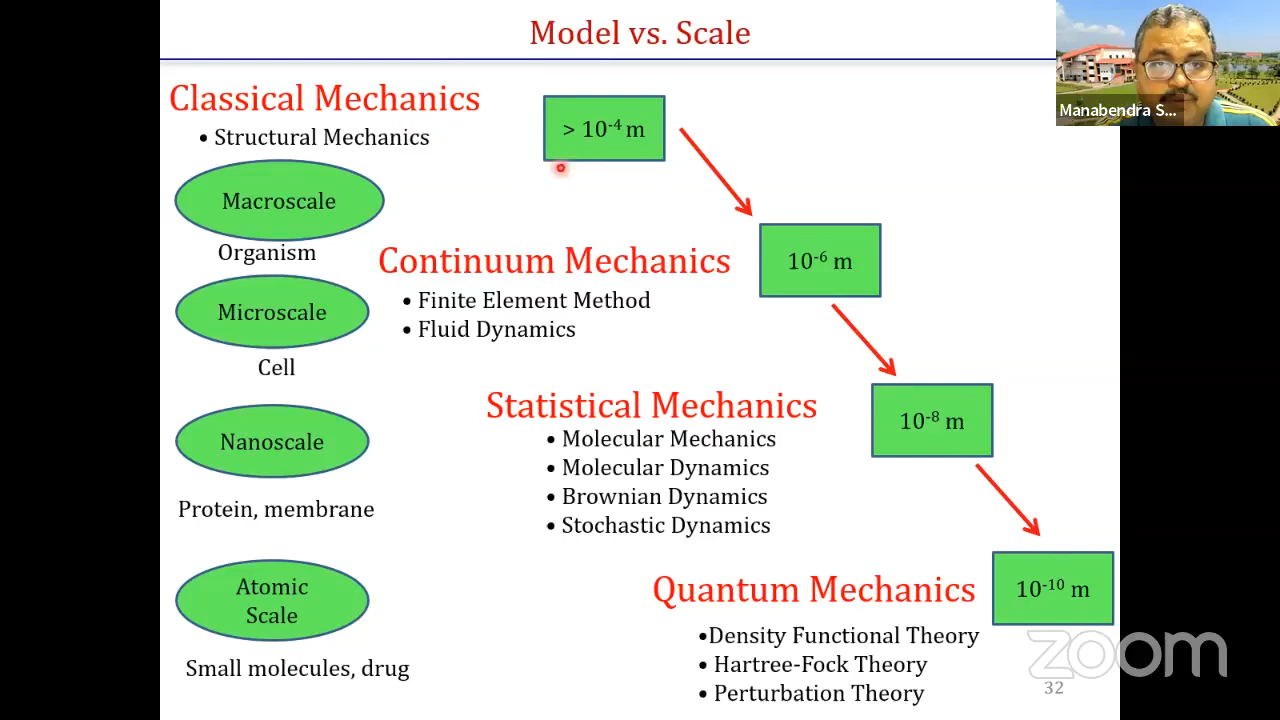 Model vs. Scale
Manabendra S...
Classical Mechanics
• Structural Mechanics
> 10⁻⁴ m
Macroscale
Organism
Continuum Mechanics
• Finite Element Method
• Fluid Dynamics
10⁻⁶ m
Microscale
Cell
Statistical Mechanics
• Molecular Mechanics
• Molecular Dynamics
• Brownian Dynamics
• Stochastic Dynamics
10⁻⁸ m
Nanoscale
Protein, membrane
Atomic
Scale
Small molecules, drug
Quantum Mechanics
•Density Functional Theory
• Hartree-Fock Theory
• Perturbation Theory
10⁻¹⁰ m
zoom
32